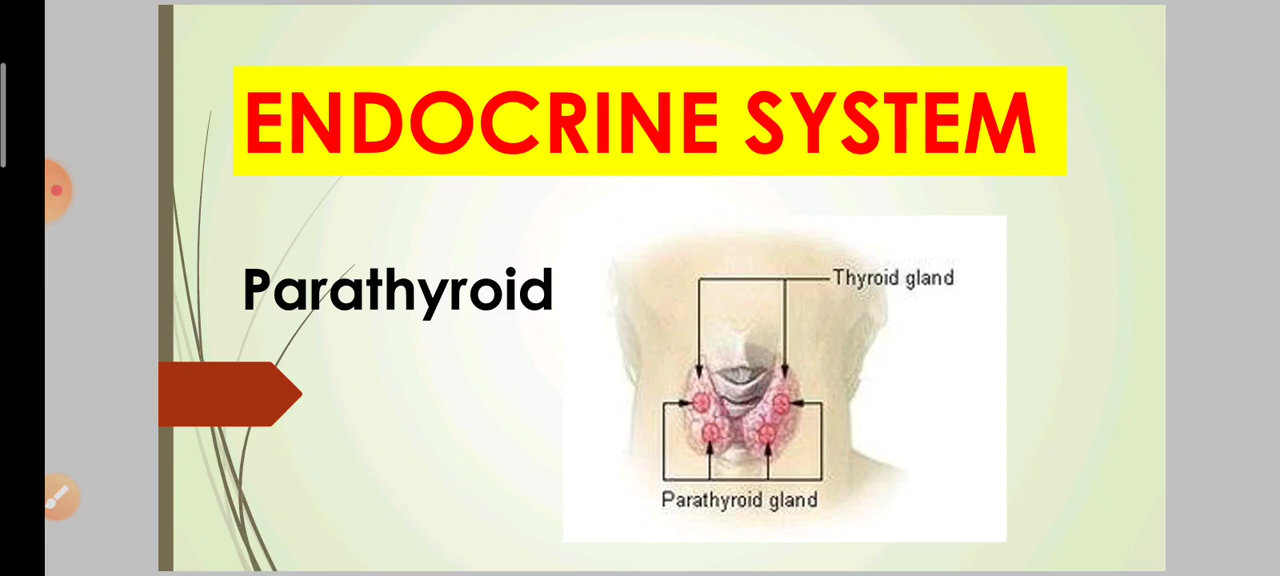 ENDOCRINE SYSTEM
Parathyroid
Thyroid gland
Parathyroid gland